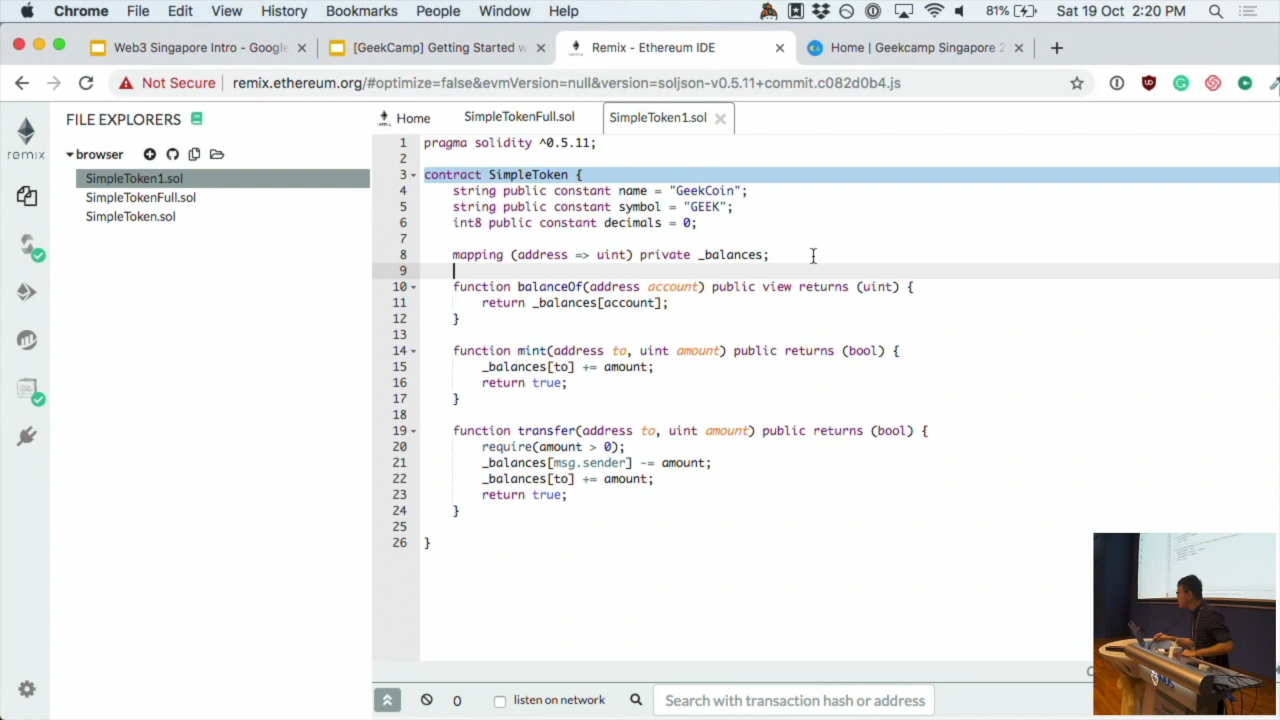 Chrome File Edit View History Bookmarks People Window Help 81% Sat 19 Oct 2:20 PM
Web3 Singapore Intro - Google
[GeekCamp] Getting Started w
Remix - Ethereum IDE
Home | Geekcamp Singapore 2
Not Secure remix.ethereum.org/#optimize=false&evmVersion=null&version=soljson-v0.5.11+commit.c082d0b4.js
remix
FILE EXPLORERS
browser
SimpleToken1.sol
SimpleTokenFull.sol
SimpleToken.sol
Home SimpleTokenFull.sol SimpleToken1.sol
1 pragma solidity ^0.5.11;
2
3 contract SimpleToken {
4 string public constant name = "GeekCoin";
5 string public constant symbol = "GEEK";
6 int8 public constant decimals = 0;
7
8 mapping (address => uint) private _balances;
9
10 function balanceOf(address account) public view returns (uint) {
11 return _balances[account];
12 }
13
14 function mint(address to, uint amount) public returns (bool) {
15 _balances[to] += amount;
16 return true;
17 }
18
19 function transfer(address to, uint amount) public returns (bool) {
20 require(amount > 0);
21 _balances[msg.sender] -= amount;
22 _balances[to] += amount;
23 return true;
24 }
25
26 }
0 listen on network Search with transaction hash or address
NUS